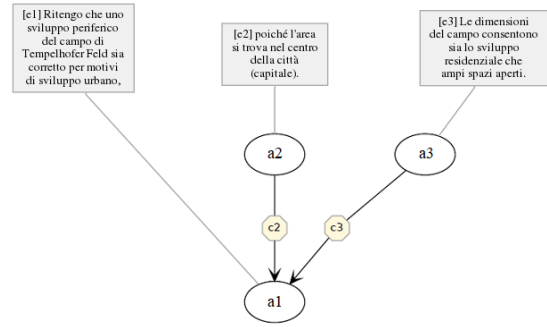 [e1] Ritengo che uno
sviluppo periferico
del campo di
Tempelhofer Feld sia
corretto per motivi
di sviluppo urbano,
[e2] poiché l'area
si trova nel centro
della città
(capitale).
[e3] Le dimensioni
del campo consentono
sia lo sviluppo
residenziale che
ampi spazi aperti.
a2
a3
c2
c3
a1